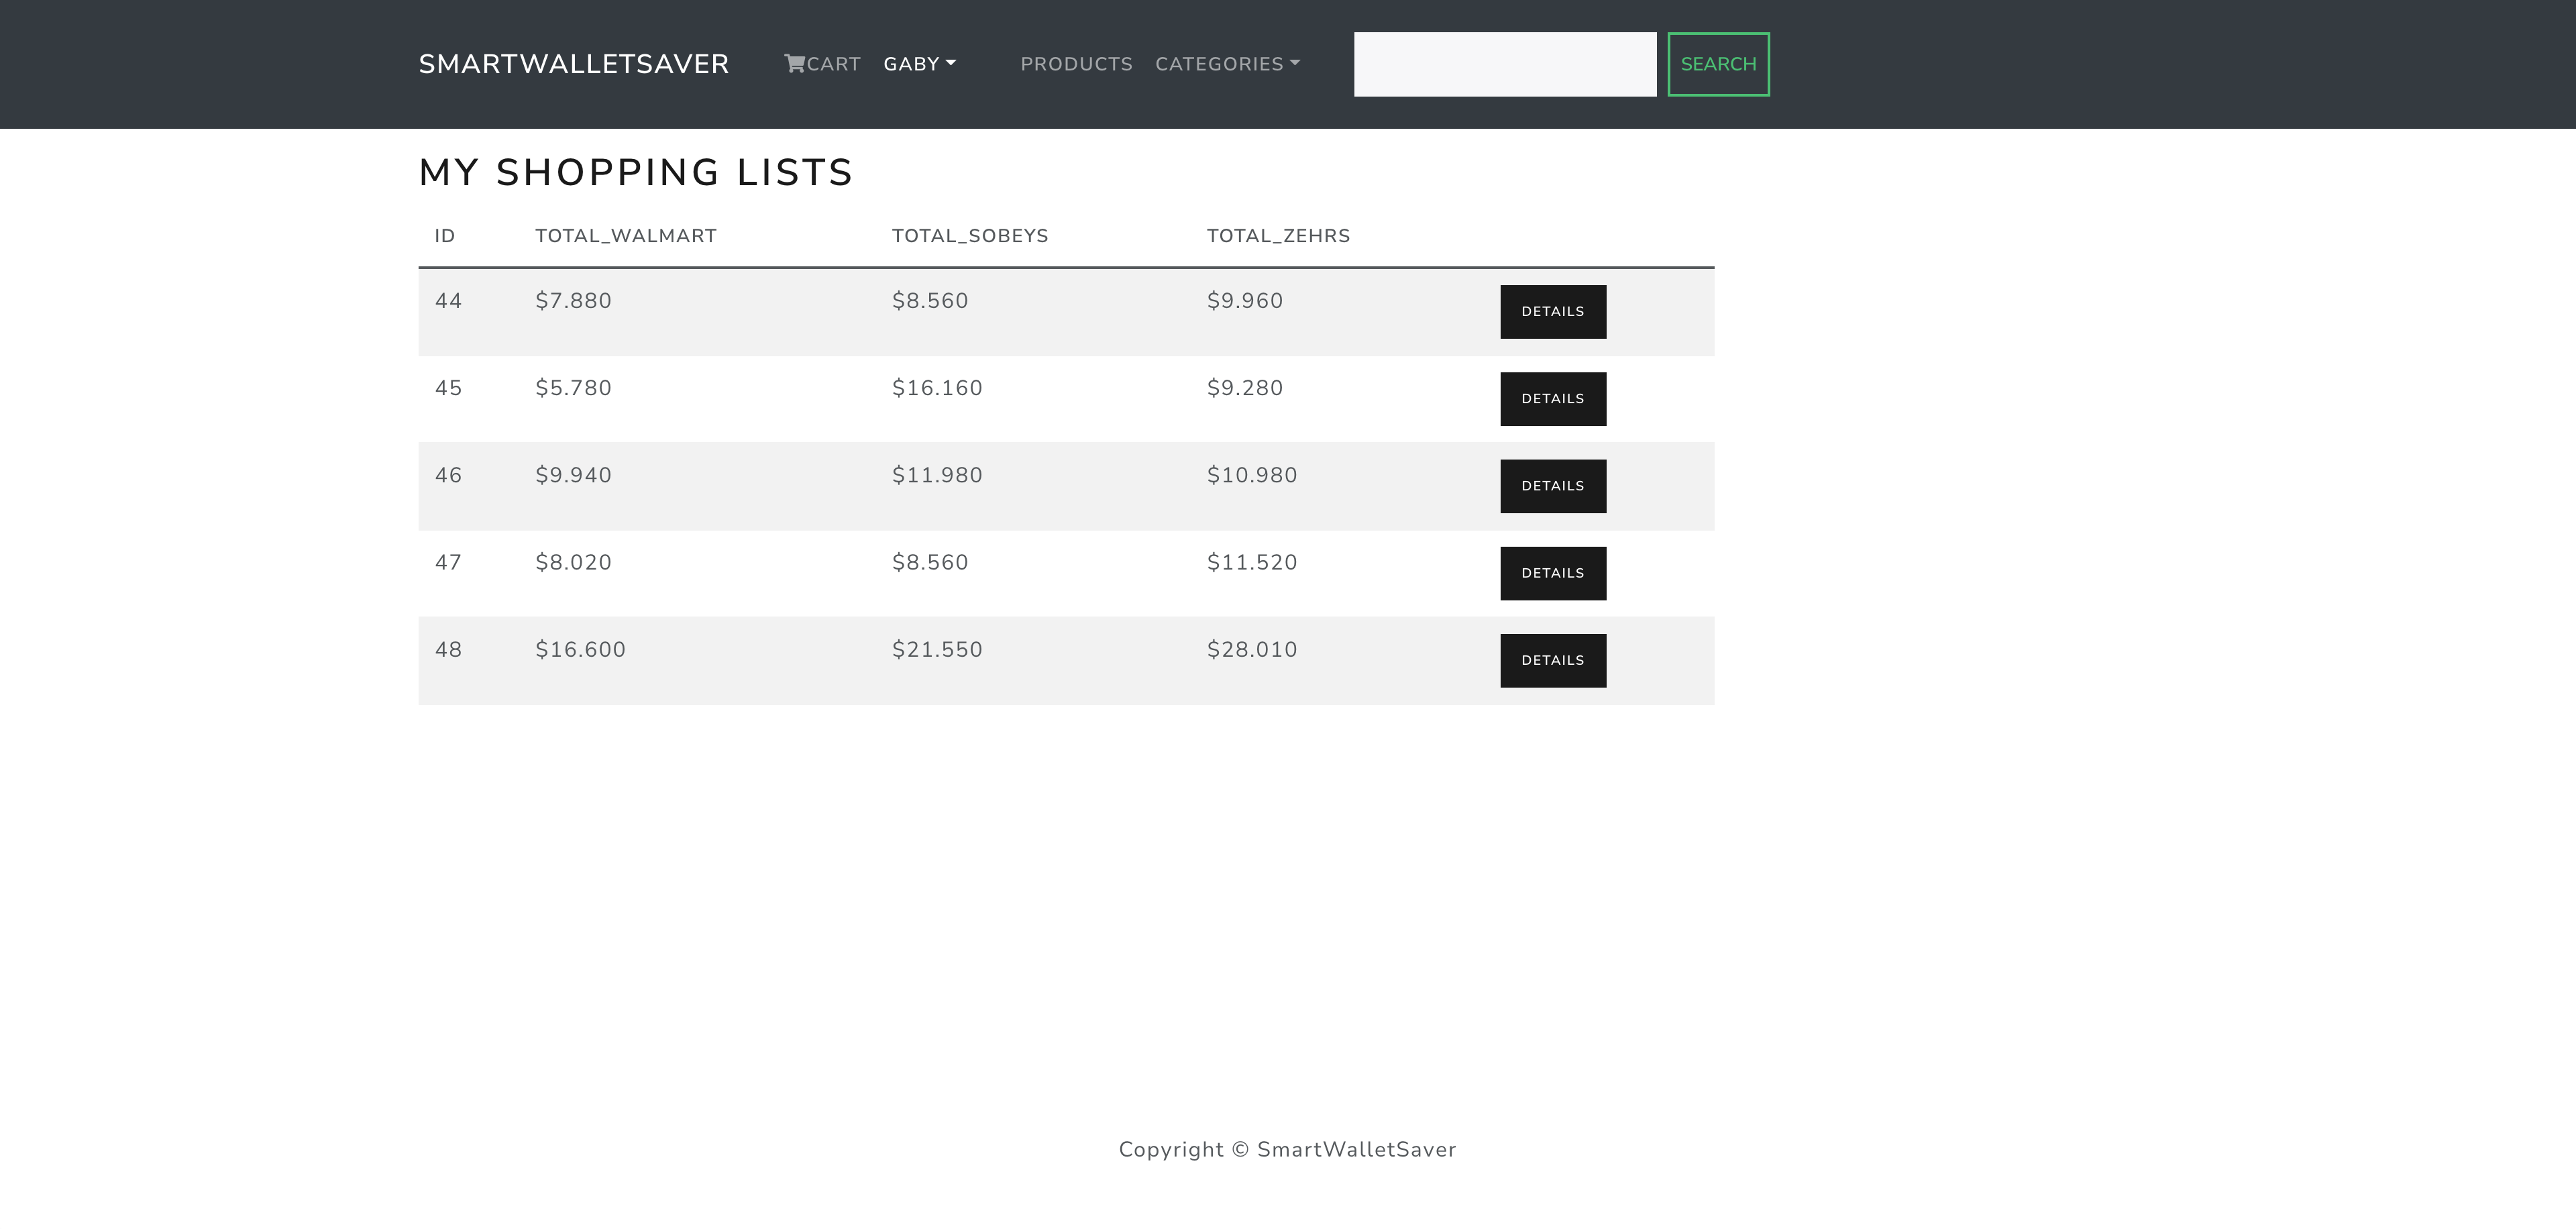 SMARTWALLETSAVER CART GABY PRODUCTS CATEGORIES SEARCH
MY SHOPPING LISTS
ID TOTAL_WALMART TOTAL_SOBEYS TOTAL_ZEHRS
44 $7.880 $8.560 $9.960 DETAILS
45 $5.780 $16.160 $9.280 DETAILS
46 $9.940 $11.980 $10.980 DETAILS
47 $8.020 $8.560 $11.520 DETAILS
48 $16.600 $21.550 $28.010 DETAILS
Copyright © SmartWalletSaver